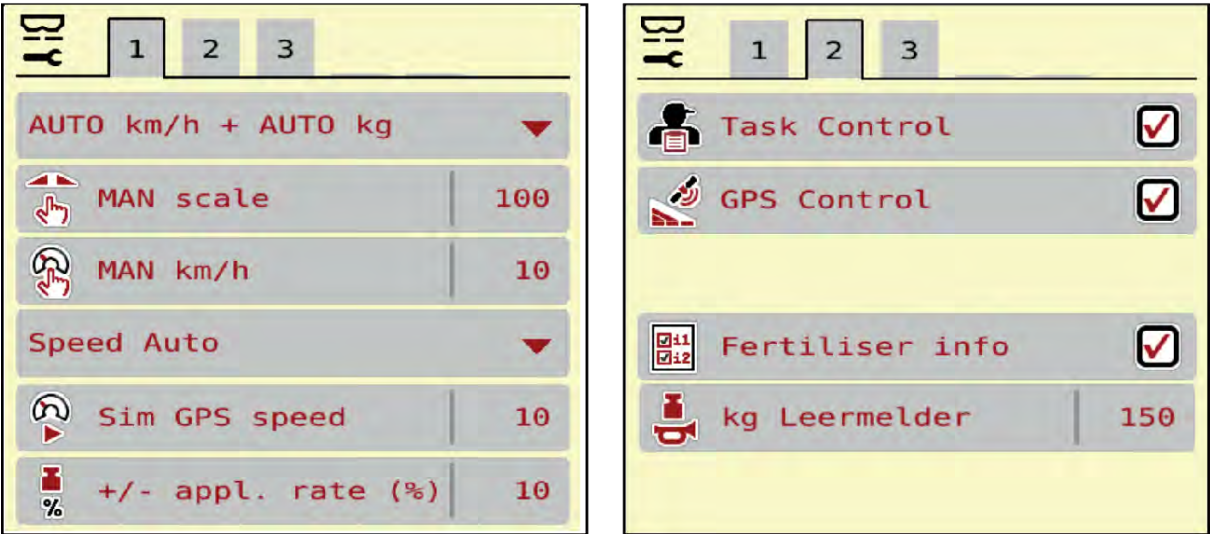 1 2 3
AUTO km/h + AUTO kg
MAN scale 100
MAN km/h 10
Speed Auto
Sim GPS speed 10
% +/- appl. rate (%) 10
1 2 3
Task Control
GPS Control
i1
i2
Fertiliser info
kg Leermelder 150